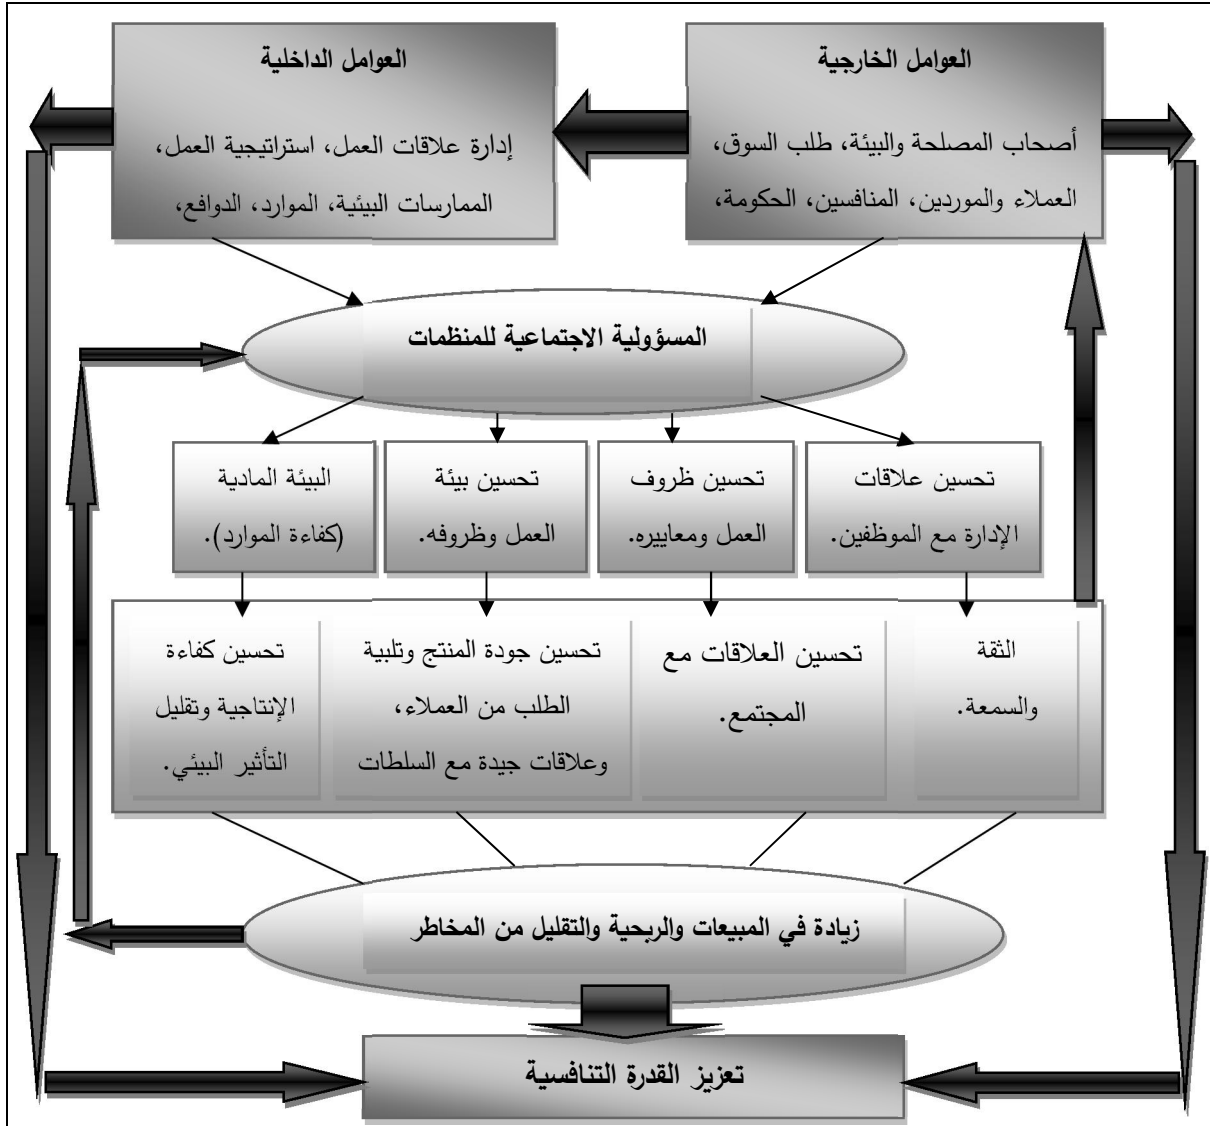 العوامل الخارجية
أصحاب المصلحة والبيئة، طلب السوق،
العملاء والموردين، المنافسين، الحكومة،
العوامل الداخلية
إدارة علاقات العمل، استراتيجية العمل،
الممارسات البيئية، الموارد، الدوافع،
المسؤولية الاجتماعية للمنظمات
تحسين علاقات
الإدارة مع الموظفين.
تحسين ظروف
العمل ومعاييره.
تحسين بيئة
العمل وظروفه.
البيئة المادية
(كفاءة الموارد).
الثقة
والسمعة.
تحسين العلاقات مع
المجتمع.
تحسين جودة المنتج وتلبية
الطلب من العملاء،
وعلاقات جيدة مع السلطات
تحسين كفاءة
الإنتاجية وتقليل
التأثير البيئي.
زيادة في المبيعات والربحية والتقليل من المخاطر
تعزيز القدرة التنافسية